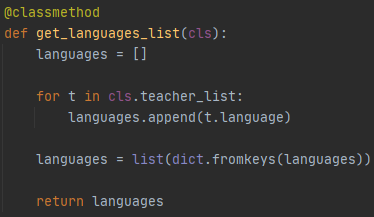 @classmethod
def get_languages_list(cls):
    languages = []

    for t in cls.teacher_list:
        languages.append(t.language)

    languages = list(dict.fromkeys(languages))

    return languages